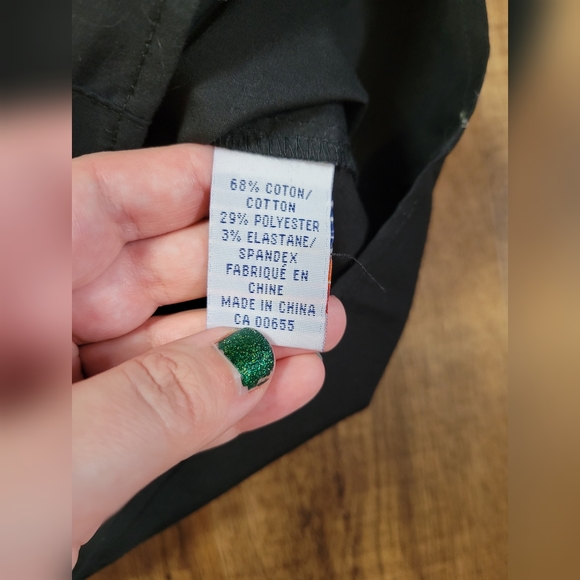 68% COTON/
COTTON
29% POLYESTER
3% ELASTANE/
SPANDEX
FABRIQUÉ EN
CHINE
MADE IN CHINA
CA 00655